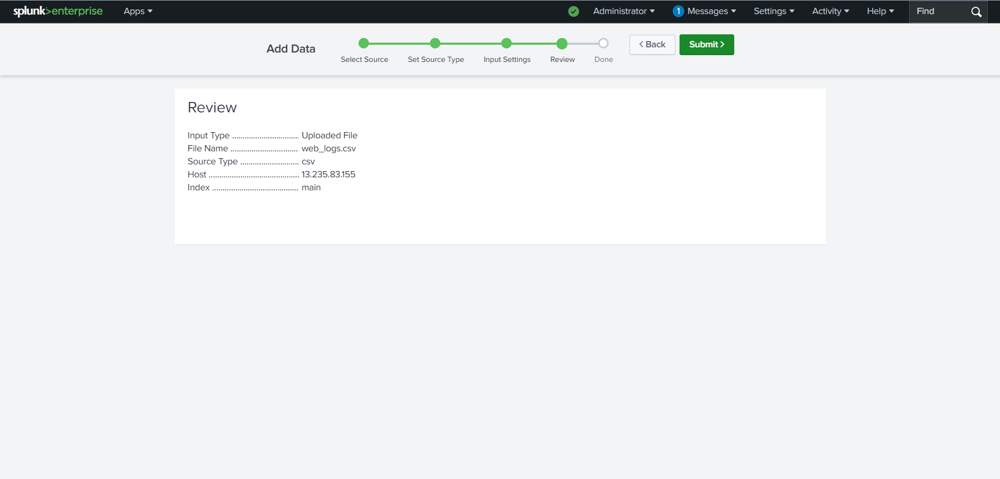 splunk>enterprise Apps Administrator 1 Messages Settings Activity Help Find
Add Data Select Source Set Source Type Input Settings Review Done < Back Submit >
Review
Input Type ................................ Uploaded File
File Name ................................ web_logs.csv
Source Type ............................ csv
Host ........................................... 13.235.83.155
Index ......................................... main